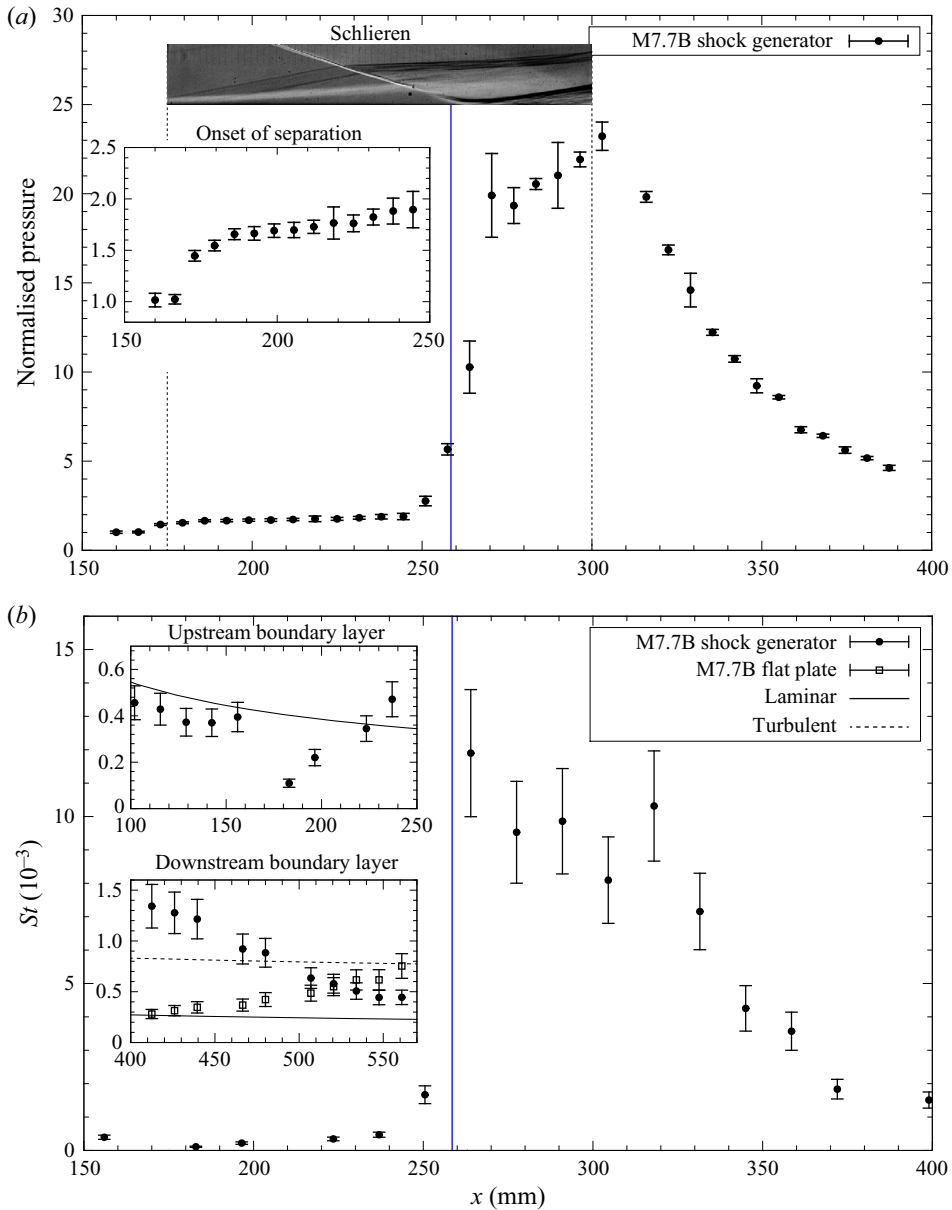 (a)
30
25
20
15
10
5
0
Normalised pressure
Schlieren
M7.7B shock generator
Onset of separation
2.5
2.0
1.5
1.0
150 200 250
150 200 250 300 350 400
(b)
15
10
5
0
St (10–3)
Upstream boundary layer
0.6
0.4
0.2
0
100 150 200 250
M7.7B shock generator
M7.7B flat plate
Laminar
Turbulent
Downstream boundary layer
1.5
1.0
0.5
0
400 450 500 550
150 200 250 300 350 400
x (mm)